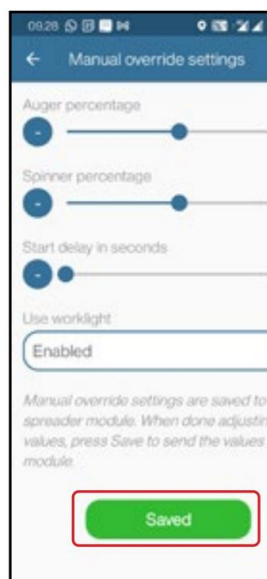 09.28
Manual override settings
Auger percentage
-
Spinner percentage
-
Start delay in seconds
-
Use worklight
Enabled
Manual override settings are saved to
spreader module. When done adjustin
values, press Save to send the values
module.
Saved